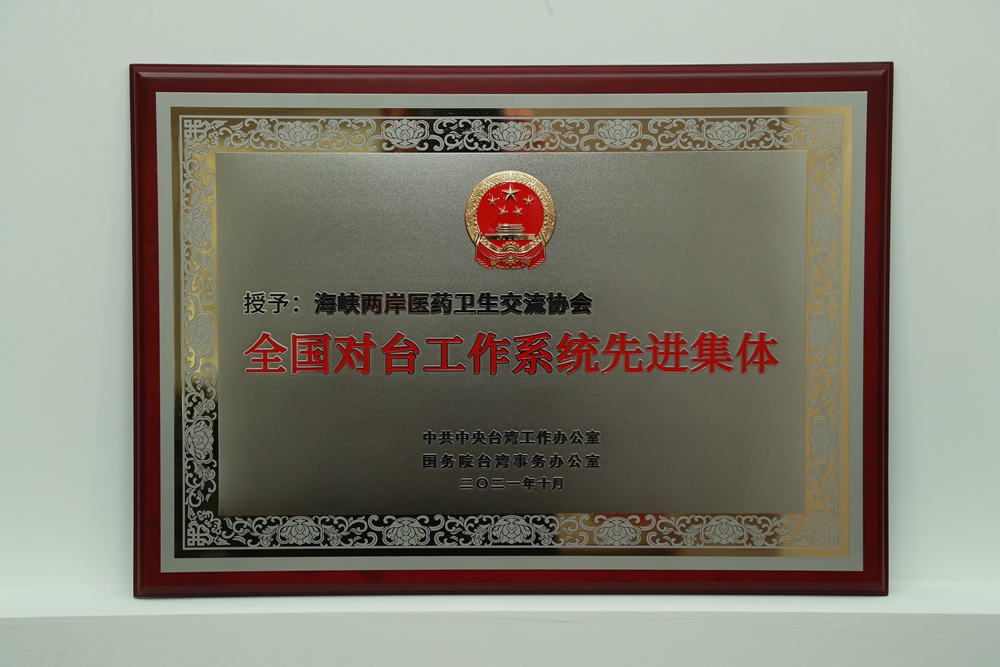 授予：海峡两岸医药卫生交流协会
全国对台工作系统先进集体
中共中央台湾工作办公室
国务院台湾事务办公室
二〇二一年十月